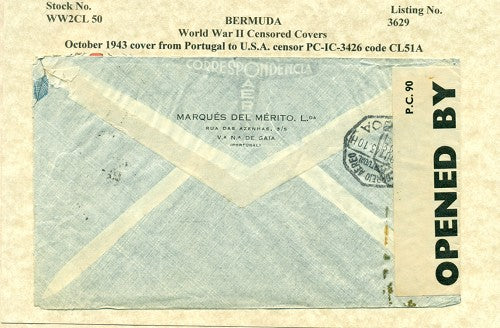 Stock No.
WW2CL 50
BERMUDA
World War II Censored Covers
Listing No.
3629
October 1943 cover from Portugal to U.S.A. censor PC-IC-3426 code CL51A
CORRESPONDENCIA
MARQUÊS DEL MÉRITO, L.DA
RUA DAS AZENHAS, 3/5
V.ª N.ª DE GAIA
(PORTUGAL)
P.C. 90
OPENED BY